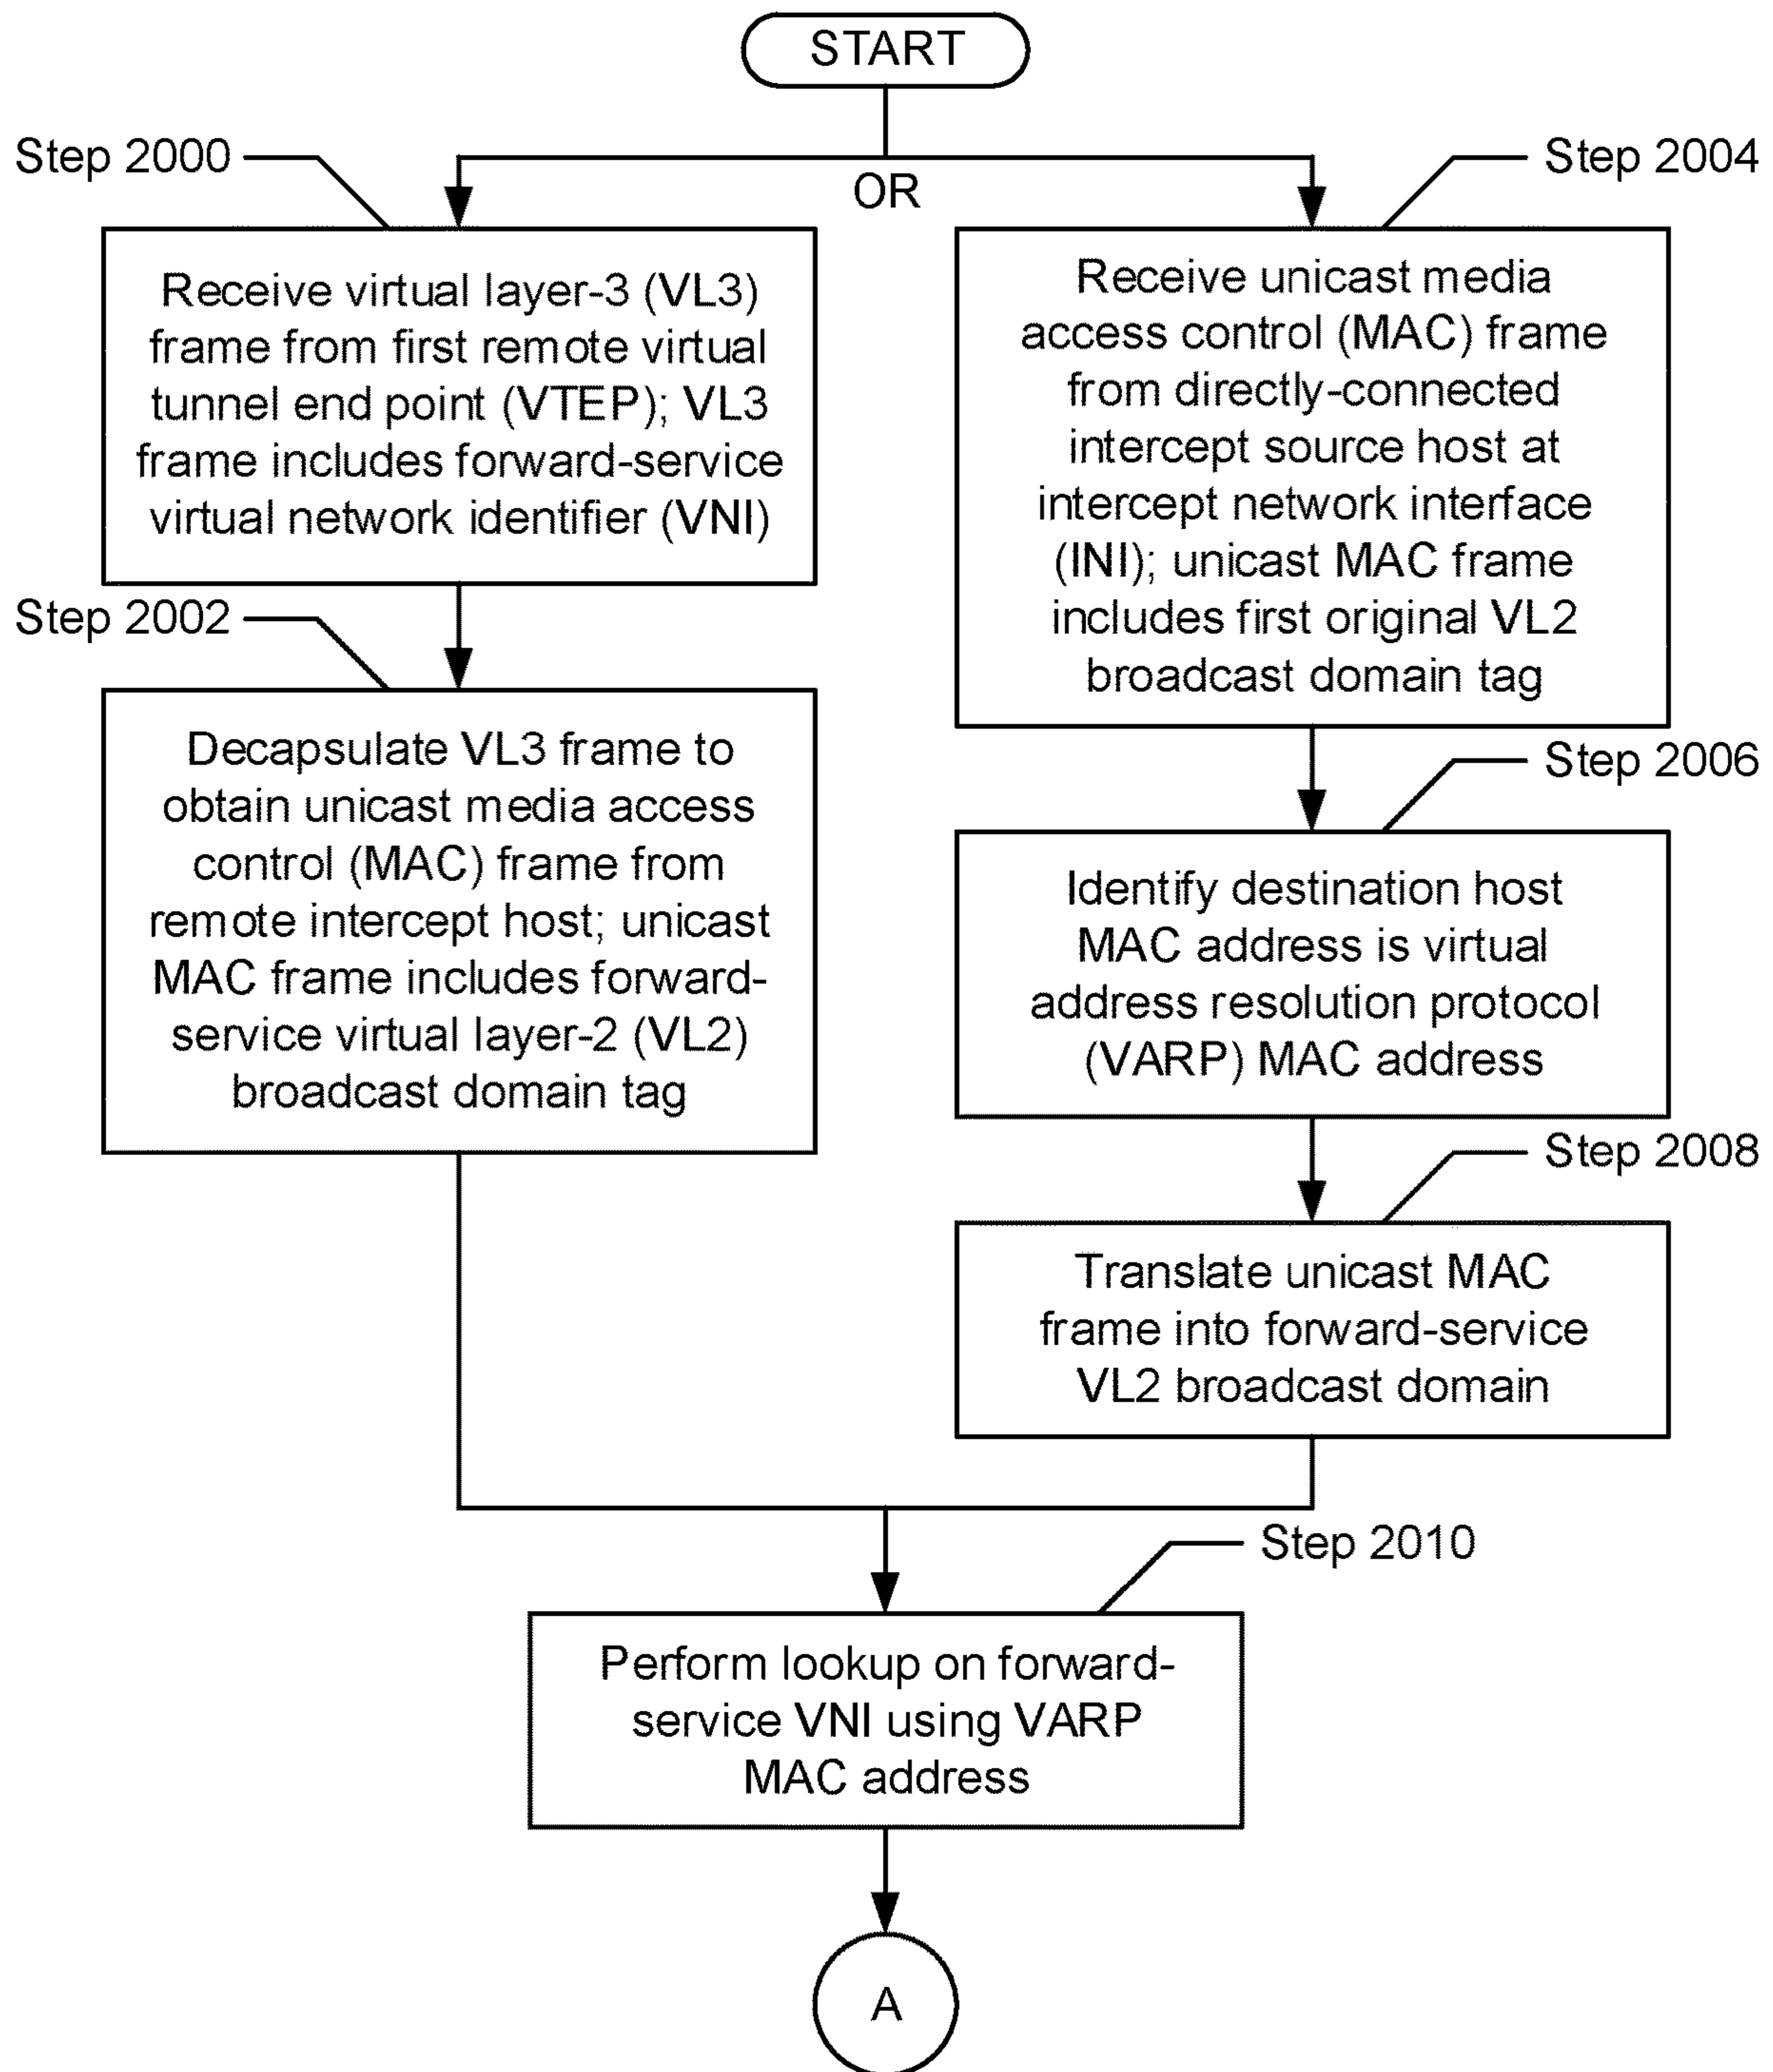 START
Step 2000
OR
Step 2004
Receive virtual layer-3 (VL3)
frame from first remote virtual
tunnel end point (VTEP); VL3
frame includes forward-service
virtual network identifier (VNI)
Step 2002
Decapsulate VL3 frame to
obtain unicast media access
control (MAC) frame from
remote intercept host; unicast
MAC frame includes forward-
service virtual layer-2 (VL2)
broadcast domain tag
Receive unicast media
access control (MAC) frame
from directly-connected
intercept source host at
intercept network interface
(INI); unicast MAC frame
includes first original VL2
broadcast domain tag
Step 2006
Identify destination host
MAC address is virtual
address resolution protocol
(VARP) MAC address
Step 2008
Translate unicast MAC
frame into forward-service
VL2 broadcast domain
Step 2010
Perform lookup on forward-
service VNI using VARP
MAC address
A